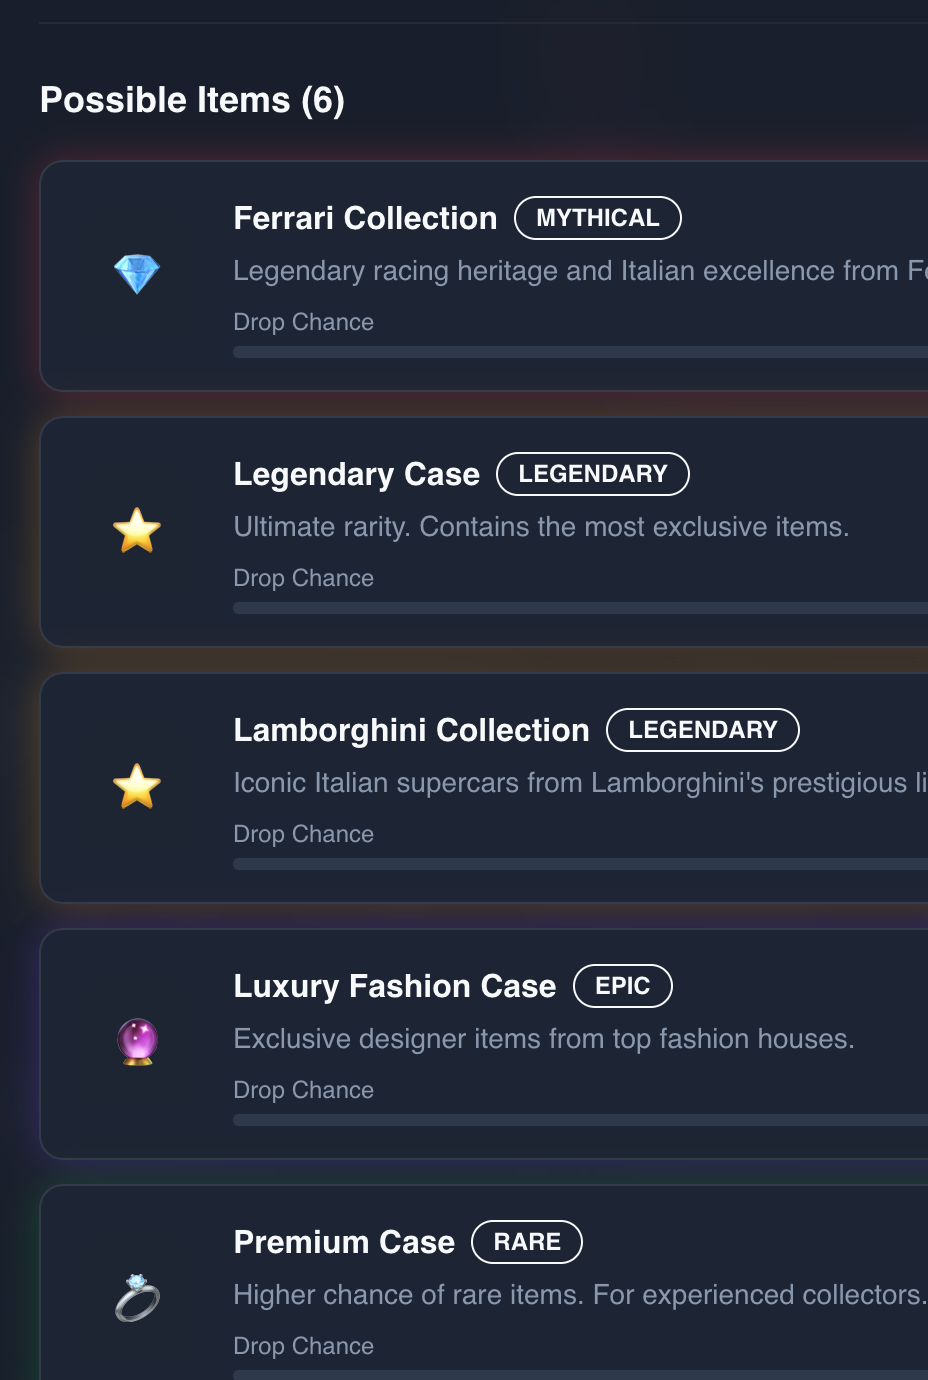 Possible Items (6)
Ferrari Collection MYTHICAL
Legendary racing heritage and Italian excellence from
Drop Chance
Legendary Case LEGENDARY
Ultimate rarity. Contains the most exclusive items.
Drop Chance
Lamborghini Collection LEGENDARY
Iconic Italian supercars from Lamborghini's prestigious
Drop Chance
Luxury Fashion Case EPIC
Exclusive designer items from top fashion houses.
Drop Chance
Premium Case RARE
Higher chance of rare items. For experienced collectors.
Drop Chance